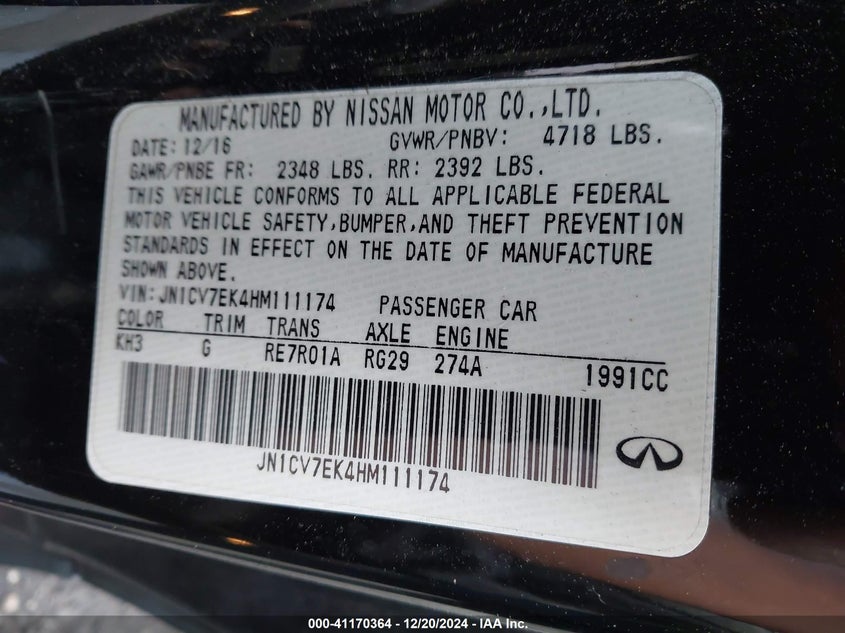 MANUFACTURED BY NISSAN MOTOR CO.,LTD.
DATE:12/16 GVWR/PNBV: 4718 LBS.
GAWR/PNBE FR: 2348 LBS. RR: 2392 LBS.
THIS VEHICLE CONFORMS TO ALL APPLICABLE FEDERAL
MOTOR VEHICLE SAFETY,BUMPER,AND THEFT PREVENTION
STANDARDS IN EFFECT ON THE DATE OF MANUFACTURE
SHOWN ABOVE.
VIN:JN1CV7EK4HM111174 PASSENGER CAR
COLOR TRIM TRANS AXLE ENGINE
KH3 G RE7R01A RG29 274A 1991CC
JN1CV7EK4HM111174
000-41170364 - 12/20/2024 - IAA Inc.